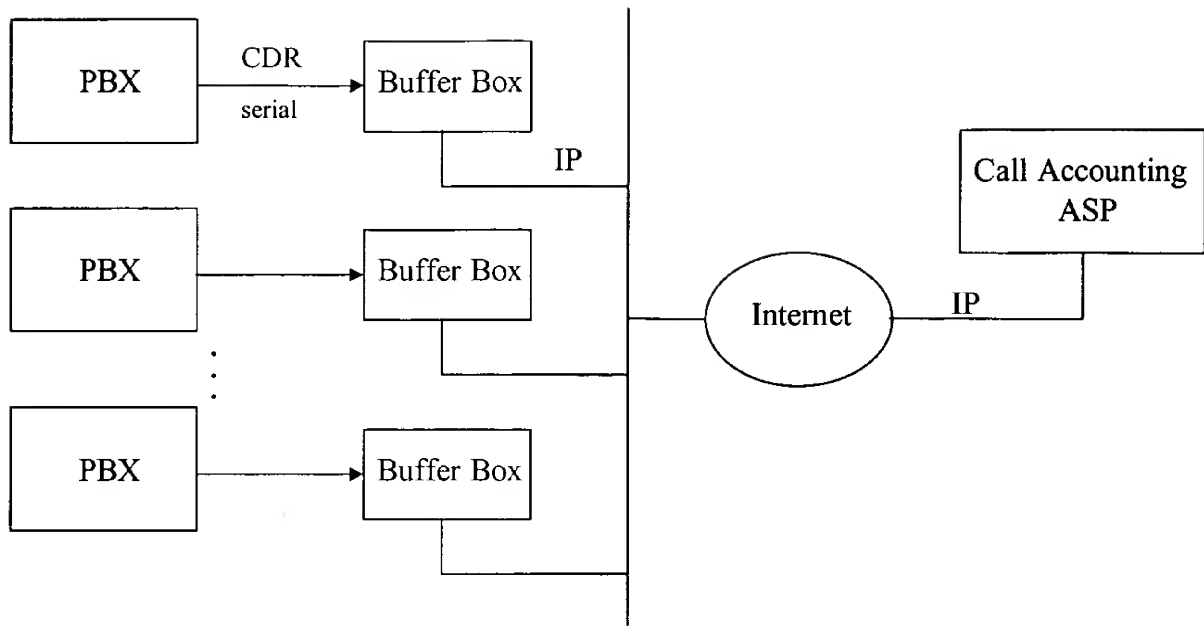 PBX
CDR
serial
Buffer Box
IP
PBX
Buffer Box
PBX
Buffer Box
Internet
IP
Call Accounting
ASP